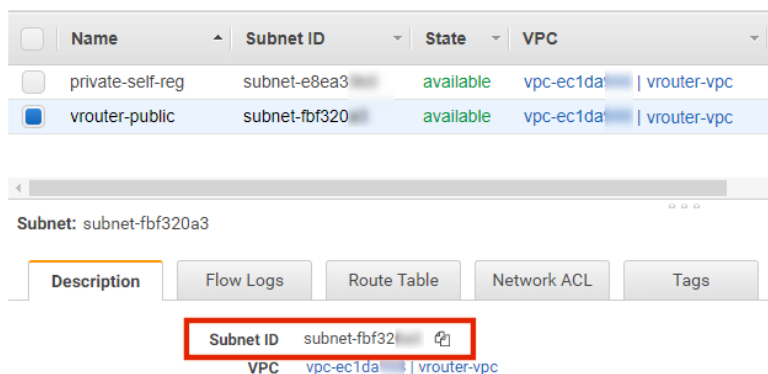 Name Subnet ID State VPC
private-self-reg subnet-e8ea3 available vpc-ec1da | vrouter-vpc
vrouter-public subnet-fbf320 available vpc-ec1da | vrouter-vpc
Subnet: subnet-fbf320a3
Description Flow Logs Route Table Network ACL Tags
Subnet ID subnet-fbf32
VPC vpc-ec1da | vrouter-vpc